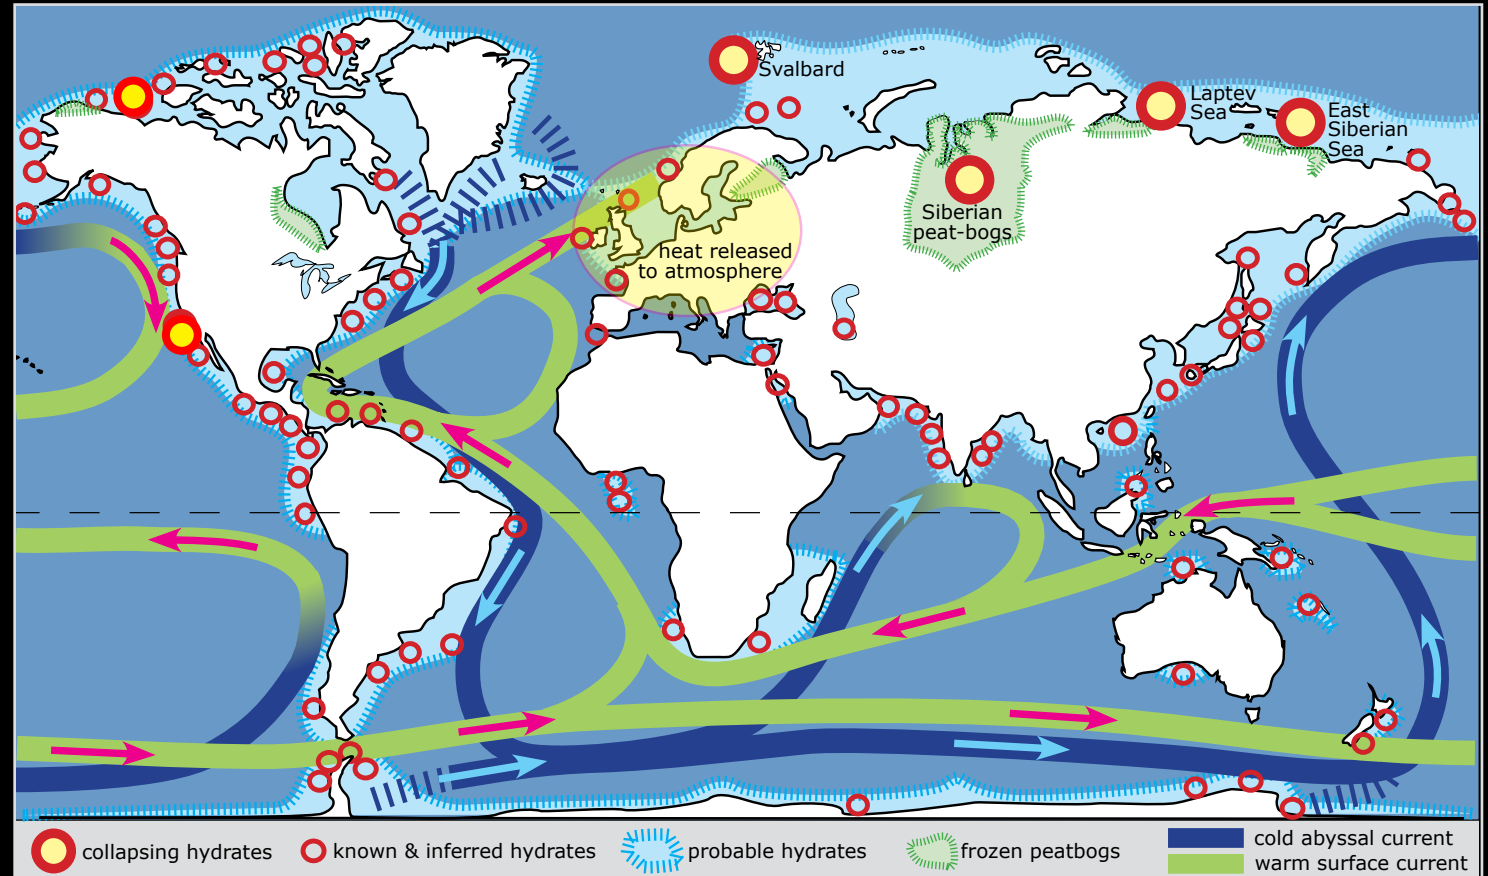 Svalbard
Laptev
Sea
East
Siberian
Sea
Siberian
peat-bogs
heat released
to atmosphere
collapsing hydrates
known & inferred hydrates
probable hydrates
frozen peatbogs
cold abyssal current
warm surface current